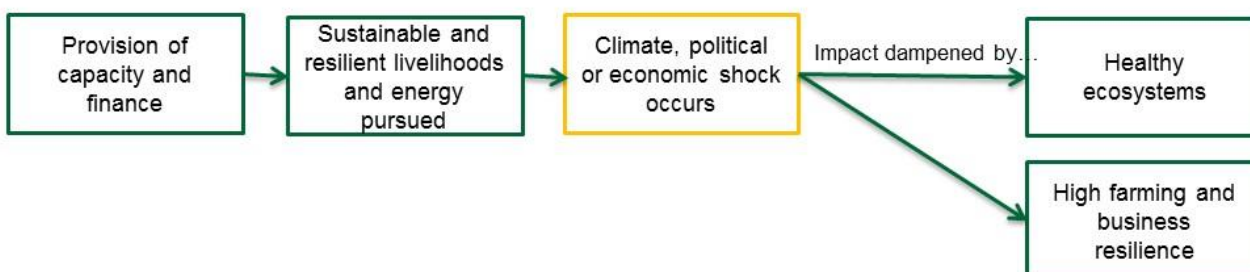 Provision of
capacity and
finance
Sustainable and
resilient livelihoods
and energy
pursued
Climate, political
or economic shock
occurs
Impact dampened by…
Healthy
ecosystems
High farming and
business
resilience